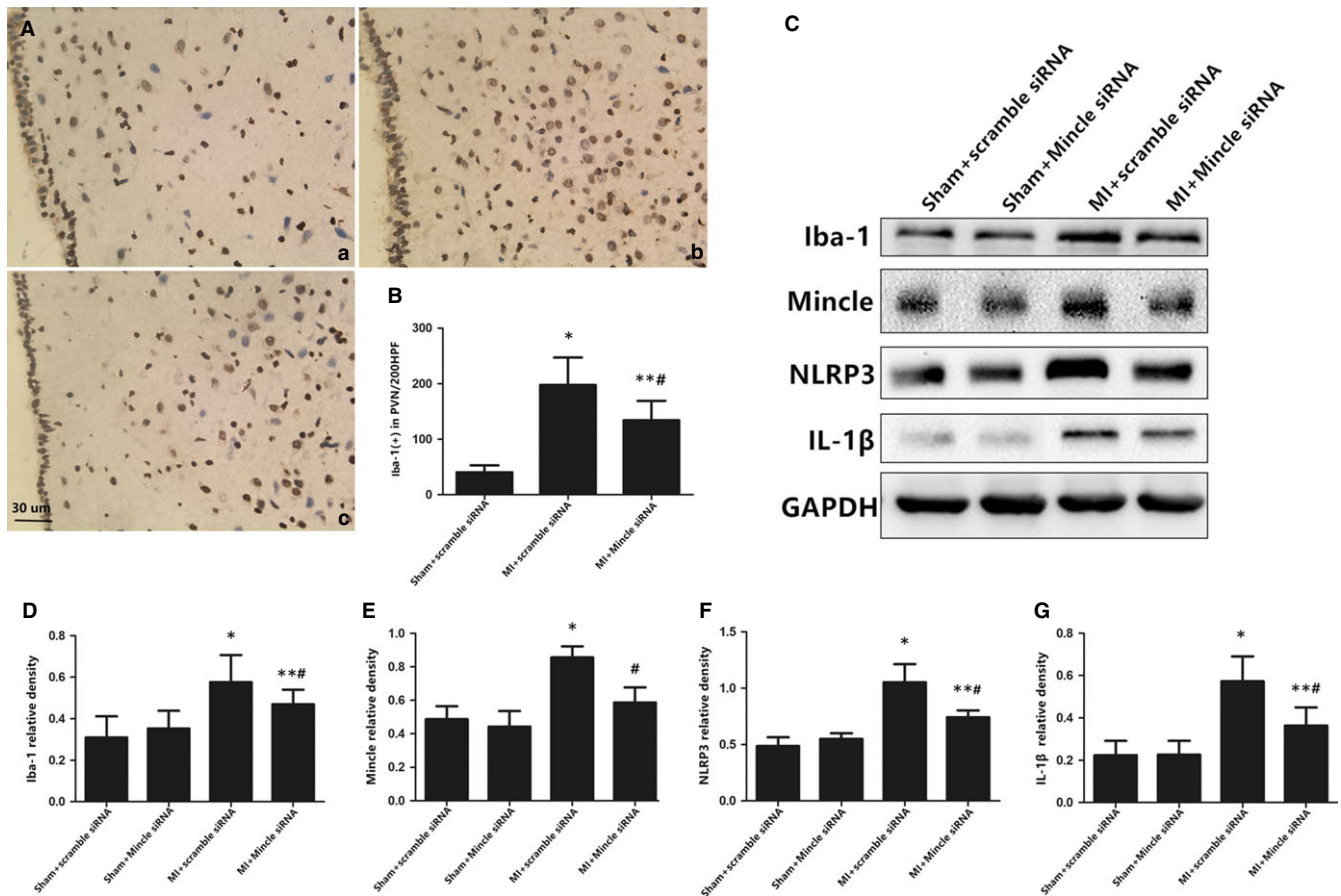 A
a
b
c
30 um
B
Iba-1(+) in PVN/200HPF
300
200
100
0
*
**#
Sham+scramble siRNA
MI+scramble siRNA
MI+Mincle siRNA
C
Sham+scramble siRNA
Sham+Mincle siRNA
MI+scramble siRNA
MI+Mincle siRNA
Iba-1
Mincle
NLRP3
IL-1β
GAPDH
D
Iba-1 relative density
0.8
0.6
0.4
0.2
0.0
*
**#
Sham+scramble siRNA
Sham+Mincle siRNA
MI+scramble siRNA
MI+Mincle siRNA
E
Mincle relative density
1.0
0.8
0.6
0.4
0.2
0.0
*
#
Sham+scramble siRNA
Sham+Mincle siRNA
MI+scramble siRNA
MI+Mincle siRNA
F
NLRP3 relative density
1.5
1.0
0.5
0.0
*
**#
Sham+scramble siRNA
Sham+Mincle siRNA
MI+scramble siRNA
MI+Mincle siRNA
G
IL-1β relative density
0.8
0.6
0.4
0.2
0.0
*
**#
Sham+scramble siRNA
Sham+Mincle siRNA
MI+scramble siRNA
MI+Mincle siRNA